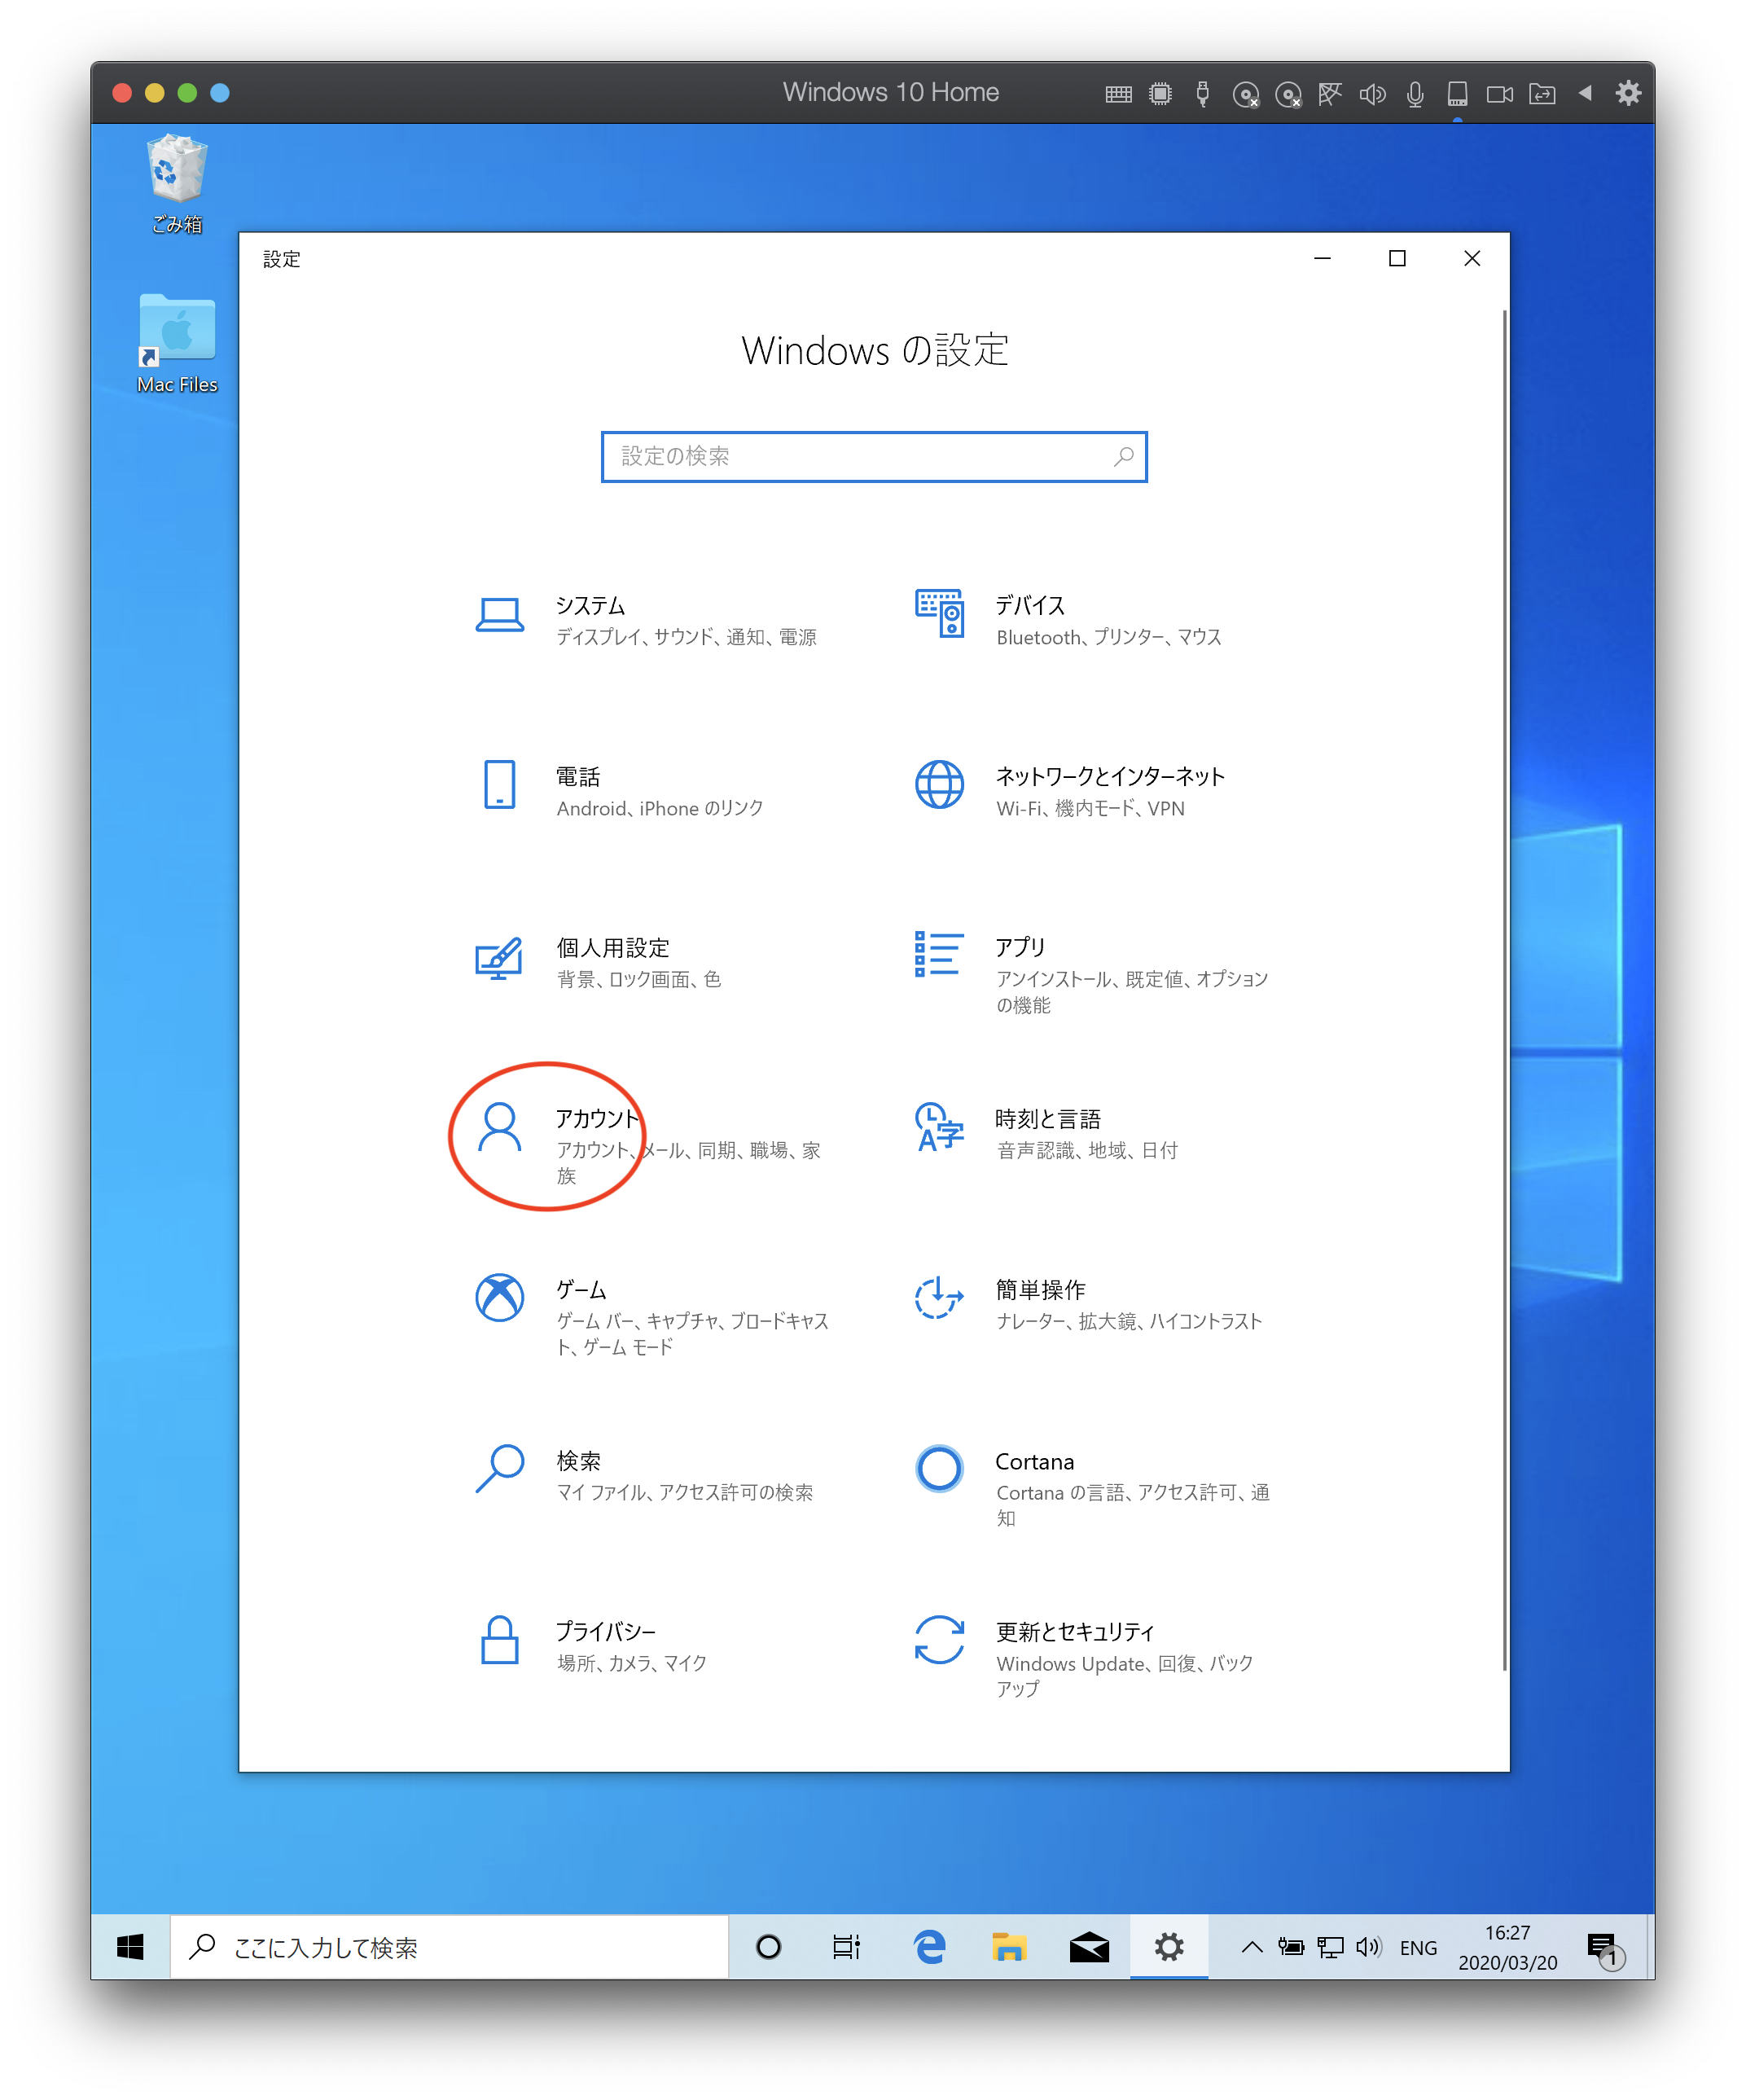 Windows 10 Home
ごみ箱
Mac Files
設定
Windows の設定
設定の検索
システム
ディスプレイ、サウンド、通知、電源
デバイス
Bluetooth、プリンター、マウス
電話
Android、iPhone のリンク
ネットワークとインターネット
Wi-Fi、機内モード、VPN
個人用設定
背景、ロック画面、色
アプリ
アンインストール、既定値、オプション
の機能
アカウント
アカウント、メール、同期、職場、家
族
時刻と言語
音声認識、地域、日付
ゲーム
ゲーム バー、キャプチャ、ブロードキャス
ト、ゲーム モード
簡単操作
ナレーター、拡大鏡、ハイコントラスト
検索
マイ ファイル、アクセス許可の検索
Cortana
Cortana の言語、アクセス許可、通
知
プライバシー
場所、カメラ、マイク
更新とセキュリティ
Windows Update、回復、バック
アップ
ここに入力して検索
ENG
16:27
2020/03/20
1